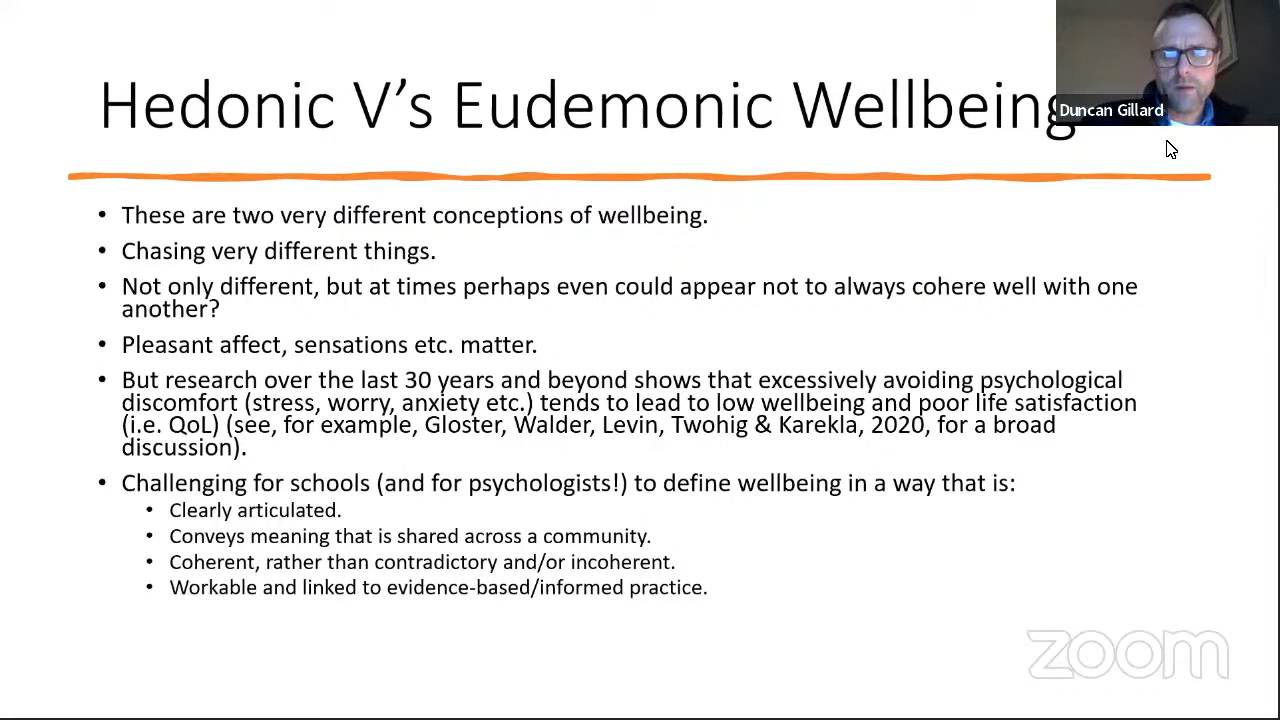 Hedonic V's Eudemonic Wellbeing
Duncan Gillard
• These are two very different conceptions of wellbeing.
• Chasing very different things.
• Not only different, but at times perhaps even could appear not to always cohere well with one
another?
• Pleasant affect, sensations etc. matter.
• But research over the last 30 years and beyond shows that excessively avoiding psychological
discomfort (stress, worry, anxiety etc.) tends to lead to low wellbeing and poor life satisfaction
(i.e. QoL) (see, for example, Gloster, Walder, Levin, Twohig & Karekla, 2020, for a broad
discussion).
• Challenging for schools (and for psychologists!) to define wellbeing in a way that is:
• Clearly articulated.
• Conveys meaning that is shared across a community.
• Coherent, rather than contradictory and/or incoherent.
• Workable and linked to evidence-based/informed practice.
zoom